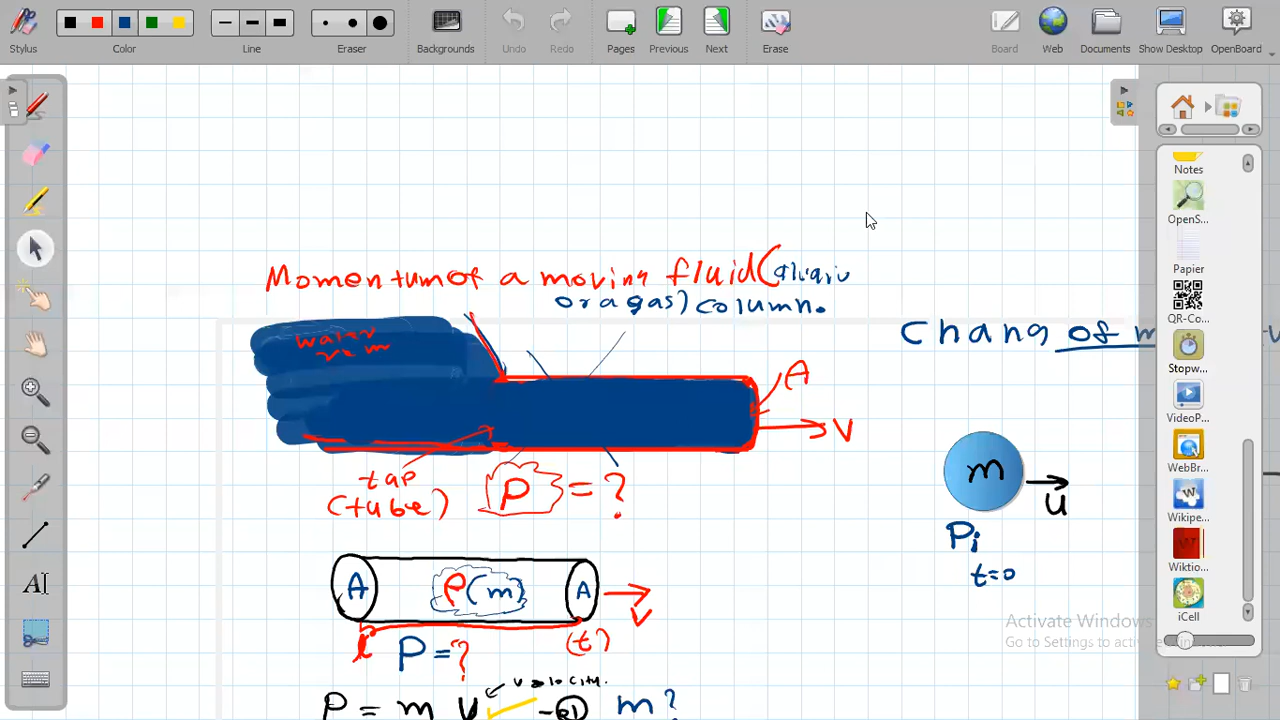 Stylus
Color
Line
Eraser
Backgrounds
Undo
Redo
Pages
Previous
Next
Erase
Board
Web
Documents
Show Desktop
OpenBoard
Momentum of a moving fluid(
or a gas) column.
A
V
tap
(tube)
P = ?
Chang of m
m
u
Pi
t=0
A
ρ(m)
A
V
l
(t)
P = ?
velocity.
P = m v
m?
Notes
OpenS...
Papier
QR-Co...
Stopw...
VideoP...
WebBr...
Wikipe...
Wiktio...
iCell
Activate Windows
Go to Settings to activ